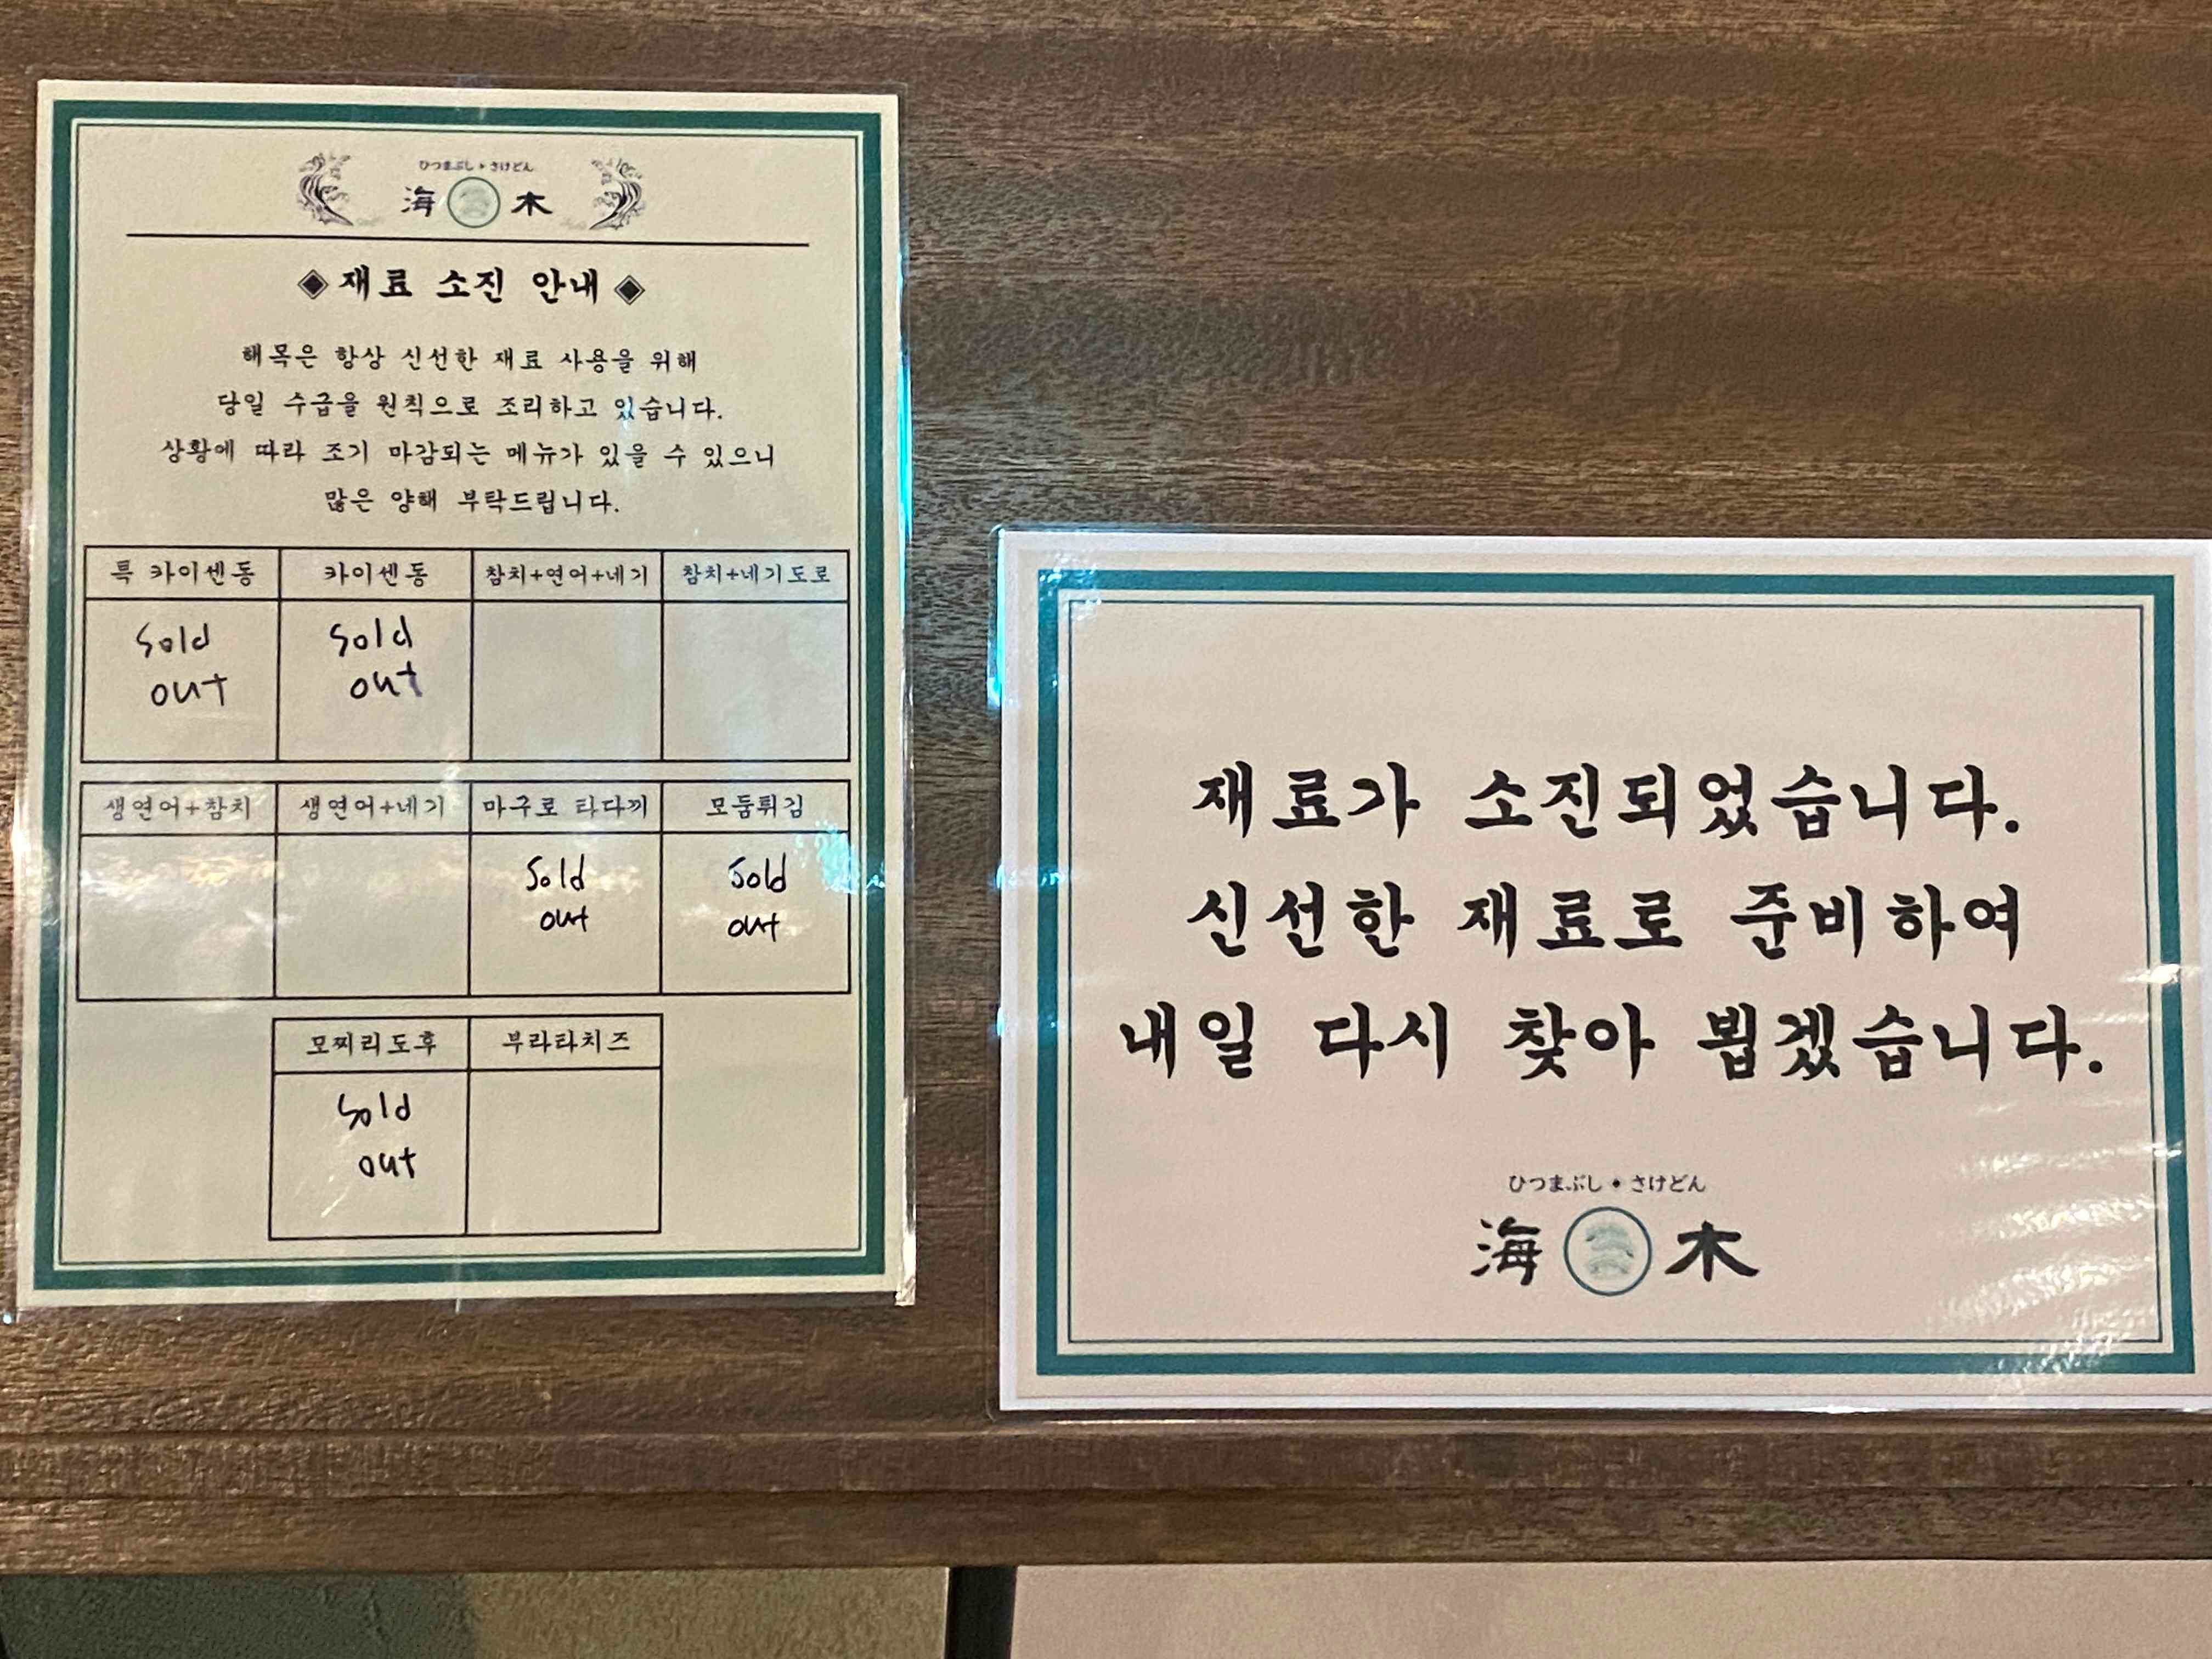 ひつまぶし・さけどん
海 木
◈재료 소진 안내◈
해목은 항상 신선한 재료 사용을 위해
당일 수급을 원칙으로 조리하고 있습니다.
상황에 따라 조기 마감되는 메뉴가 있을 수 있으니
많은 양해 부탁드립니다.
특 카이센동 카이센동 참치+연어+네기 참치+네기도로
Sold Sold
out out
생연어+참치 생연어+네기 마구로 타다끼 모둠튀김
Sold Sold
out out
모찌리도후 부라타치즈
Sold
out
재료가 소진되었습니다.
신선한 재료로 준비하여
내일 다시 찾아 뵙겠습니다.
ひつまぶし・さけどん
海 木